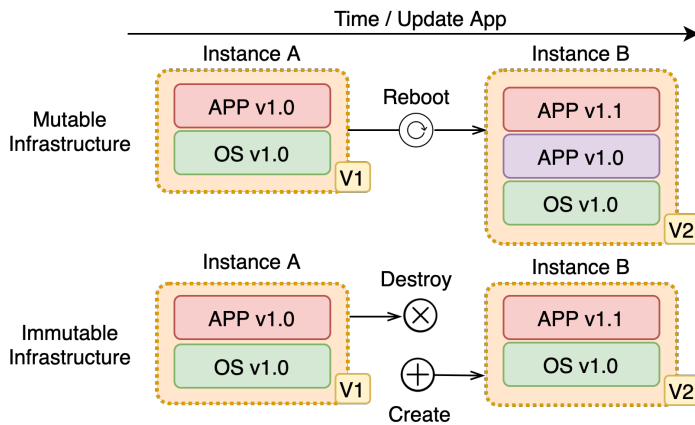 Time / Update App
Instance A
Instance B
Mutable
Infrastructure
APP v1.0
OS v1.0
V1
Reboot
APP v1.1
APP v1.0
OS v1.0
V2
Instance A
Instance B
Immutable
Infrastructure
APP v1.0
OS v1.0
V1
Destroy
Create
APP v1.1
OS v1.0
V2